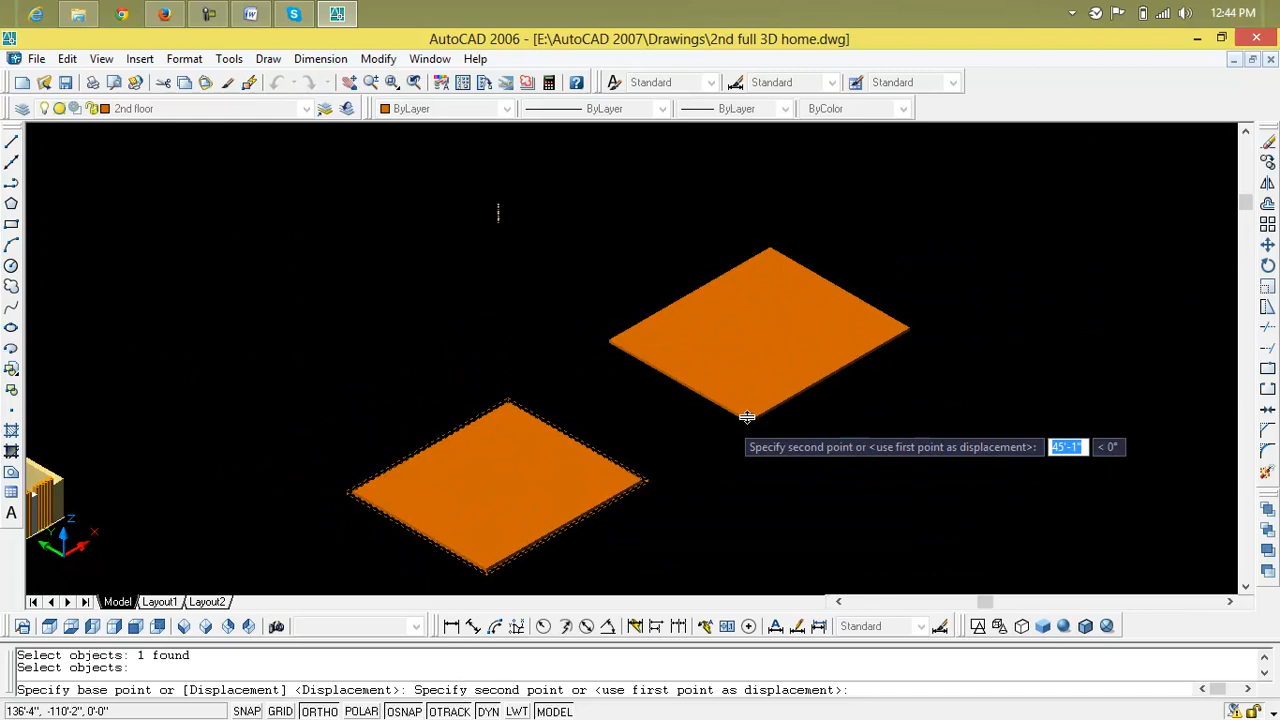 12:44 PM
AutoCAD 2006 - [E:\AutoCAD 2007\Drawings\2nd full 3D home.dwg]
File Edit View Insert Format Tools Draw Dimension Modify Window Help
Standard Standard Standard
2nd floor ByLayer ByLayer ByLayer ByColor
Specify second point or <use first point as displacement>: 45'-1" < 0°
Z
Y X
A
Model Layout1 Layout2
Standard
Select objects: 1 found
Select objects:
Specify base point or [Displacement] <Displacement>: Specify second point or <use first point as displacement>:
136'-4", -110'-2", 0'-0" SNAP GRID ORTHO POLAR OSNAP OTRACK DYN LWT MODEL